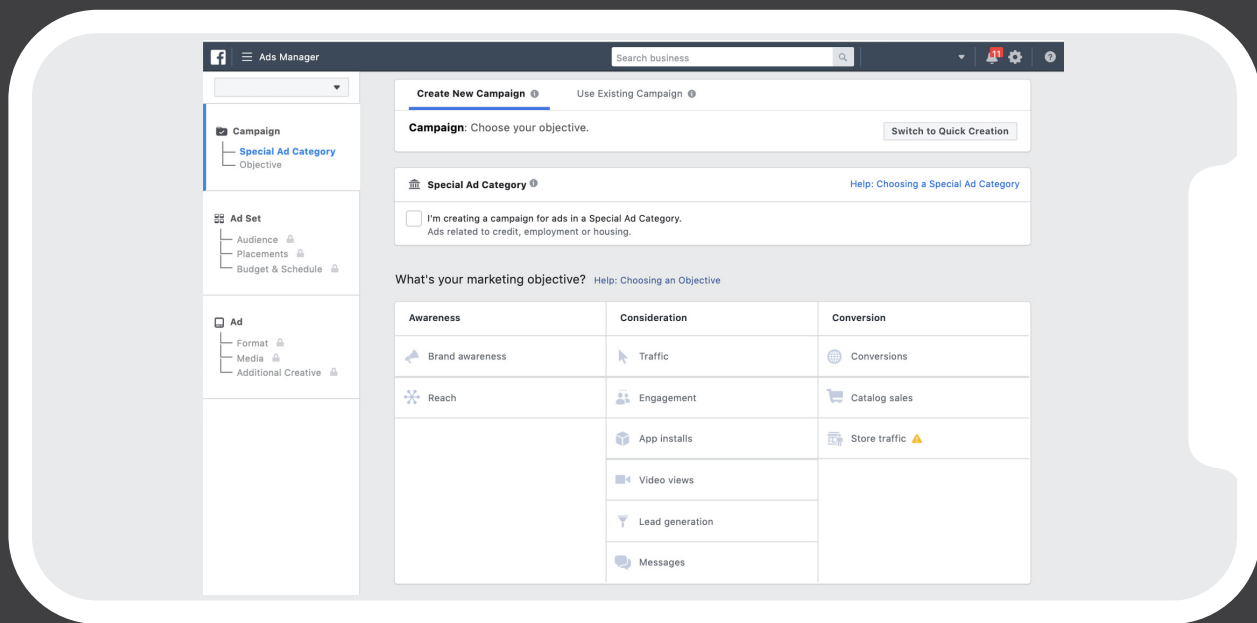 Ads Manager
Search business
11
Create New Campaign
Use Existing Campaign
Campaign: Choose your objective.
Switch to Quick Creation
Campaign
Special Ad Category
Objective
Ad Set
Audience
Placements
Budget & Schedule
Ad
Format
Media
Additional Creative
Special Ad Category
Help: Choosing a Special Ad Category
I'm creating a campaign for ads in a Special Ad Category.
Ads related to credit, employment or housing.
What's your marketing objective? Help: Choosing an Objective
Awareness
Consideration
Conversion
Brand awareness
Traffic
Conversions
Reach
Engagement
Catalog sales
App installs
Store traffic
Video views
Lead generation
Messages